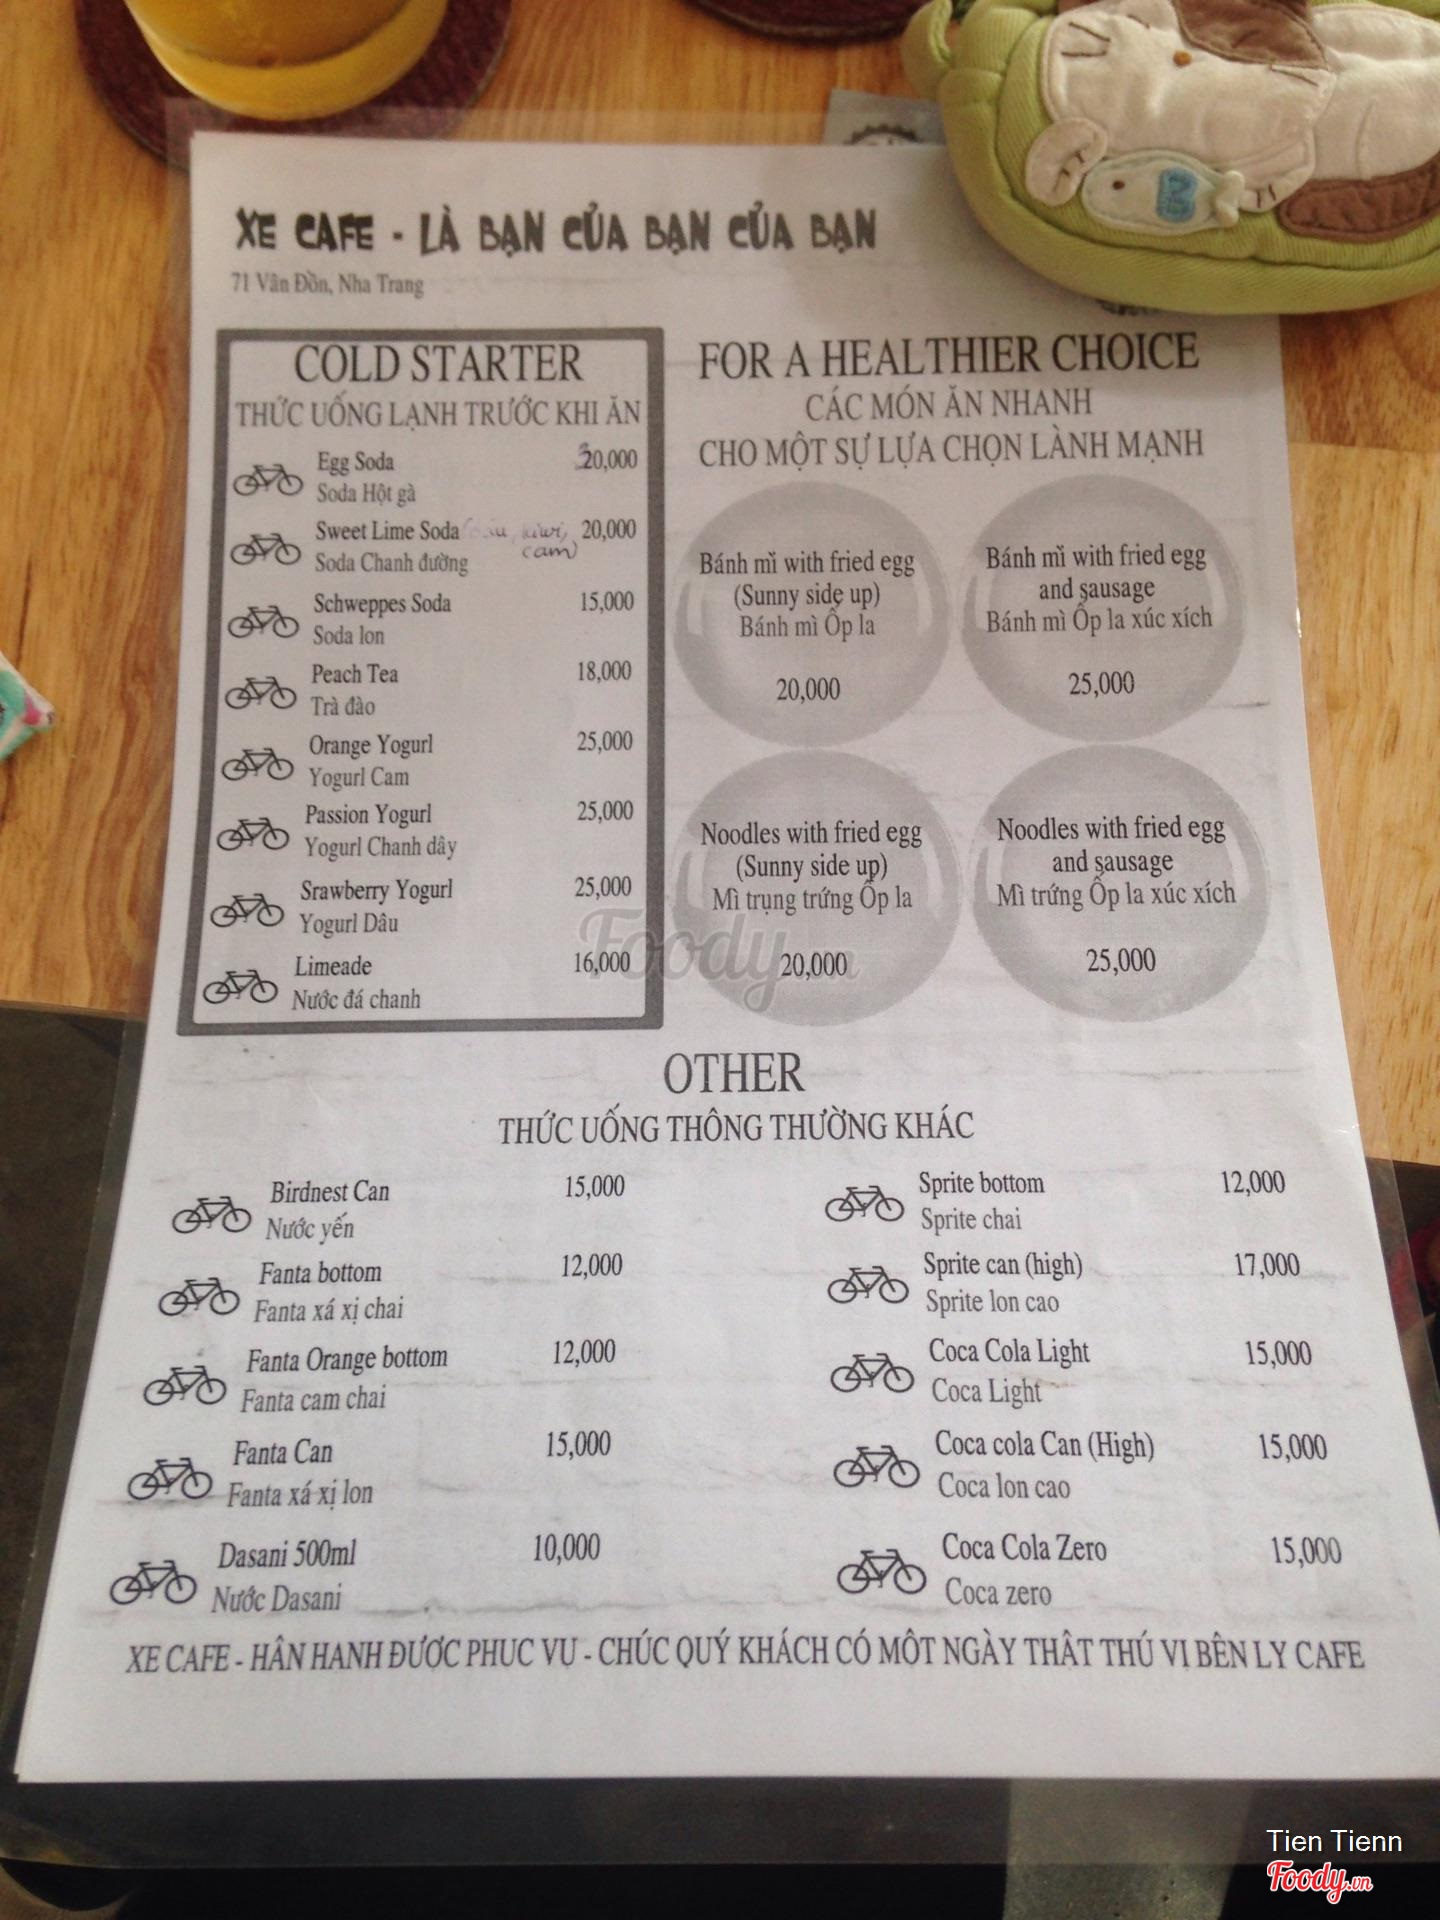 XE CAFE - LÀ BẠN CỦA BẠN CỦA BẠN
71 Vân Đồn, Nha Trang
COLD STARTER
THỨC UỐNG LẠNH TRƯỚC KHI ĂN
Egg Soda 20,000
Soda Hột gà
Sweet Lime Soda kiwi, 20,000
cam)
Soda Chanh đường
Schweppes Soda 15,000
Soda lon
Peach Tea 18,000
Trà đào
Orange Yogurl 25,000
Yogurl Cam
Passion Yogurl 25,000
Yogurl Chanh dây
Srawberry Yogurl 25,000
Yogurl Dâu
Limeade 16,000
Nước đá chanh
FOR A HEALTHIER CHOICE
CÁC MÓN ĂN NHANH
CHO MỘT SỰ LỰA CHỌN LÀNH MẠNH
Bánh mì with fried egg
(Sunny side up)
Bánh mì Ốp la
20,000
Bánh mì with fried egg
and sausage
Bánh mì Ốp la xúc xích
25,000
Noodles with fried egg
(Sunny side up)
Mì trụng trứng Ốp la
20,000
Noodles with fried egg
and sausage
Mì trứng Ốp la xúc xích
25,000
Foody.vn
OTHER
THỨC UỐNG THÔNG THƯỜNG KHÁC
Birdnest Can 15,000
Nước yến
Fanta bottom 12,000
Fanta xá xị chai
Fanta Orange bottom 12,000
Fanta cam chai
Fanta Can 15,000
Fanta xá xị lon
Dasani 500ml 10,000
Nước Dasani
Sprite bottom 12,000
Sprite chai
Sprite can (high) 17,000
Sprite lon cao
Coca Cola Light 15,000
Coca Light
Coca cola Can (High) 15,000
Coca lon cao
Coca Cola Zero 15,000
Coca zero
XE CAFE - HÂN HẠNH ĐƯỢC PHỤC VỤ - CHÚC QUÝ KHÁCH CÓ MỘT NGÀY THẬT THÚ VỊ BÊN LY CAFE
Tien Tienn
Foody.vn